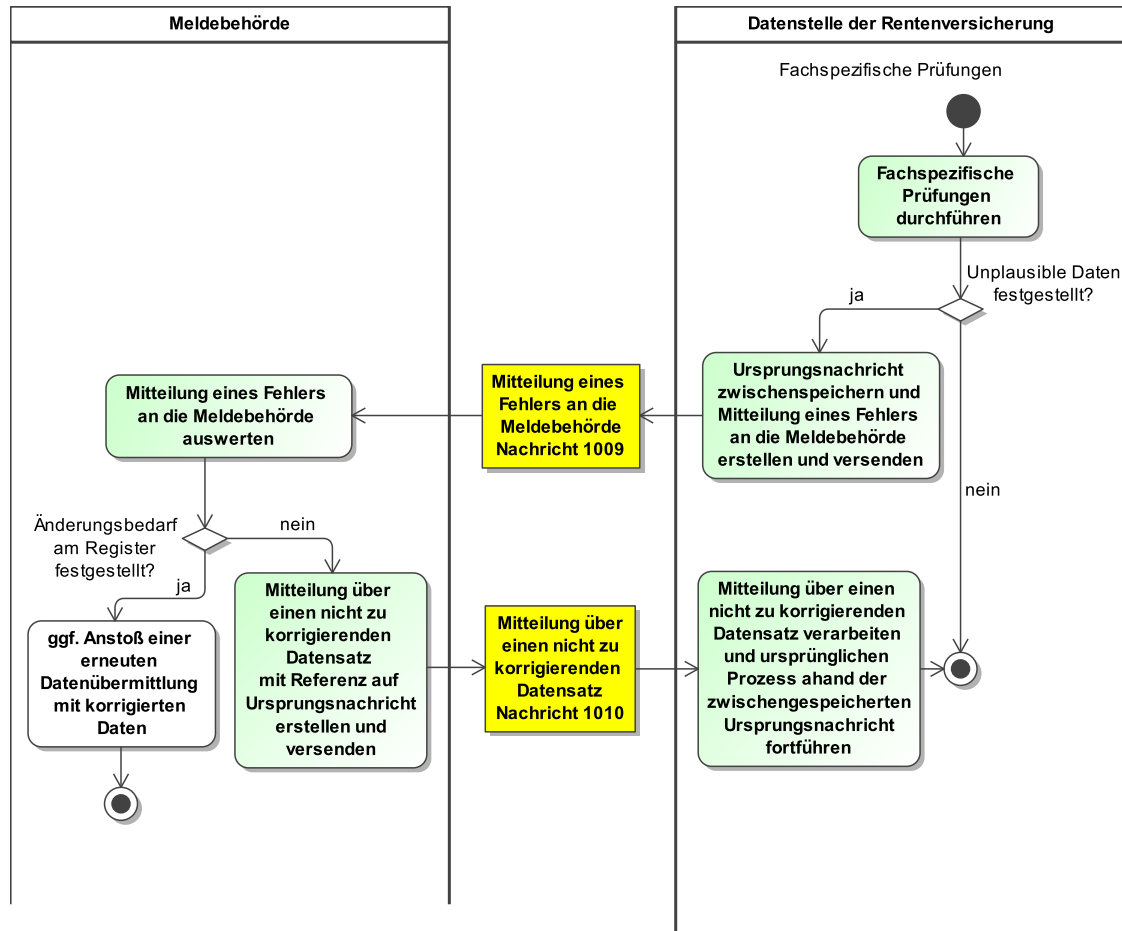 Meldebehörde
Datenstelle der Rentenversicherung
Fachspezifische Prüfungen
Fachspezifische
Prüfungen
durchführen
Unplausible Daten
festgestellt?
ja
nein
Ursprungsnachricht
zwischenspeichern und
Mitteilung eines Fehlers
an die Meldebehörde
erstellen und versenden
Mitteilung eines
Fehlers an die
Meldebehörde
Nachricht 1009
Mitteilung eines Fehlers
an die Meldebehörde
auswerten
Änderungsbedarf
am Register
festgestellt?
nein
ja
ggf. Anstoß einer
erneuten
Datenübermittlung
mit korrigierten
Daten
Mitteilung über
einen nicht zu
korrigierenden
Datensatz
mit Referenz auf
Ursprungsnachricht
erstellen und
versenden
Mitteilung über
einen nicht zu
korrigierenden
Datensatz
Nachricht 1010
Mitteilung über einen
nicht zu korrigierenden
Datensatz verarbeiten
und ursprünglichen
Prozess ahand der
zwischengespeicherten
Ursprungsnachricht
fortführen